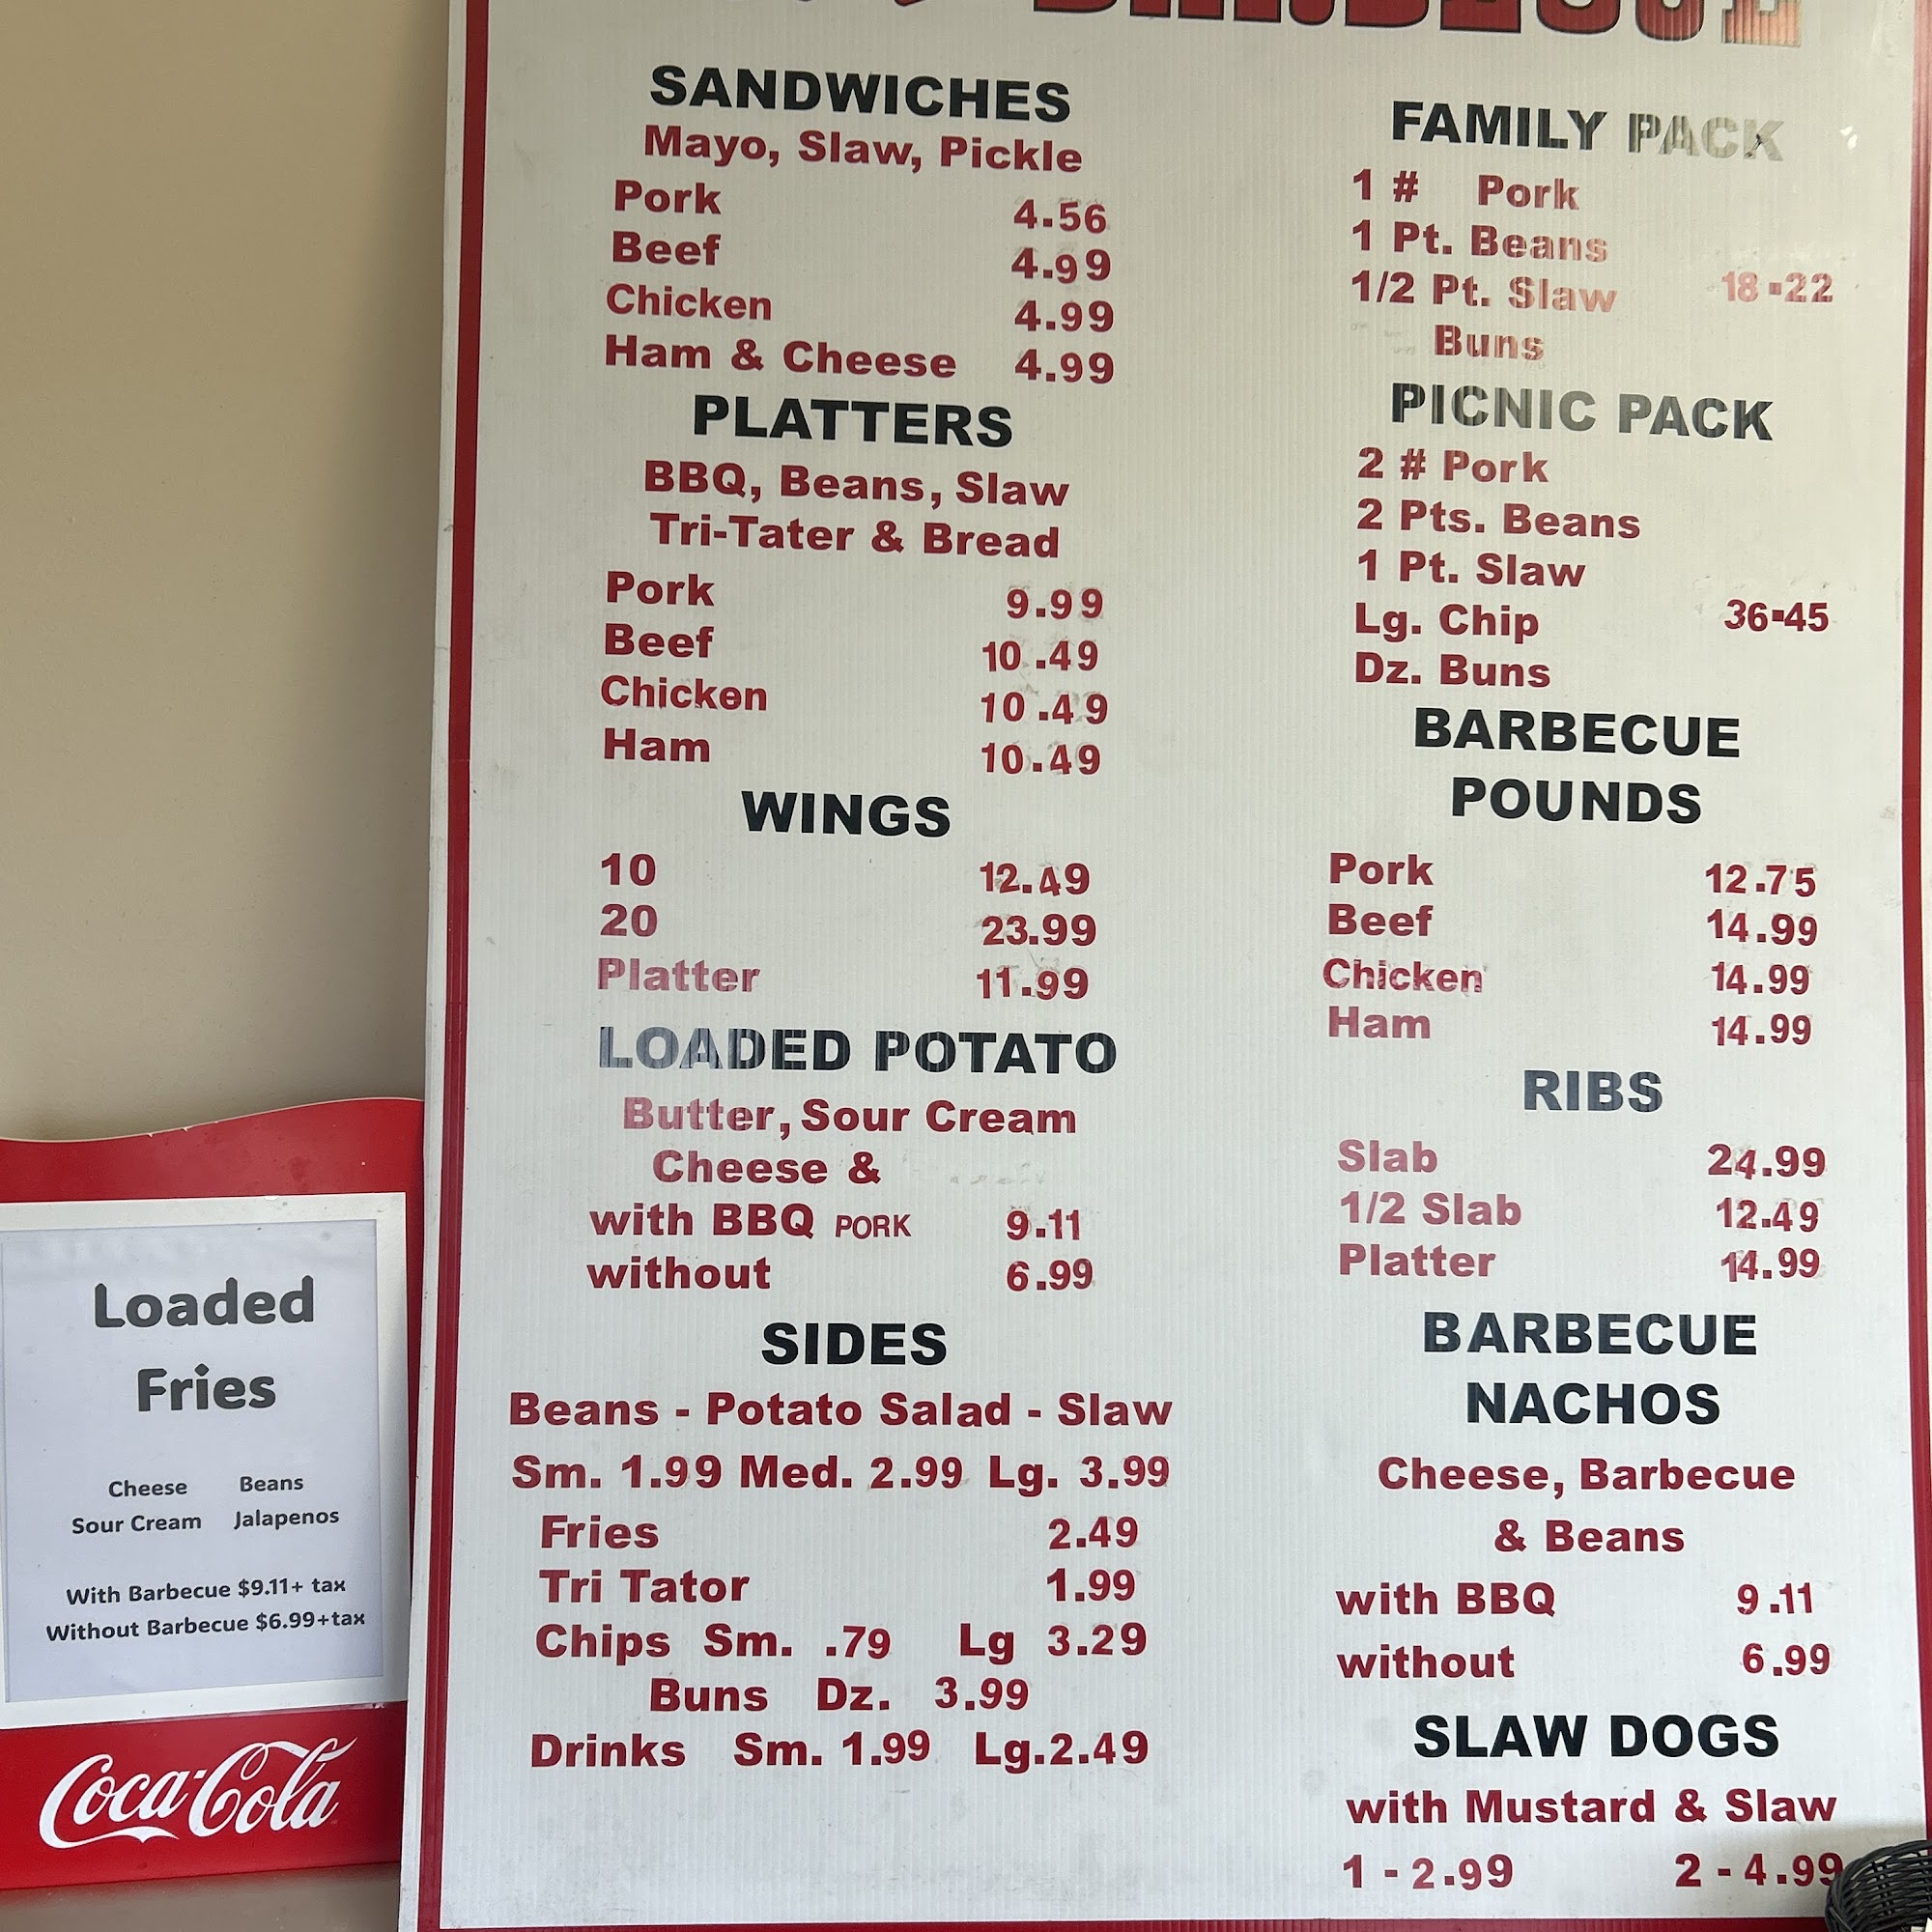 BARBECUE
SANDWICHES
Mayo, Slaw, Pickle
Pork 4.56
Beef 4.99
Chicken 4.99
Ham & Cheese 4.99
PLATTERS
BBQ, Beans, Slaw
Tri-Tater & Bread
Pork 9.99
Beef 10.49
Chicken 10.49
Ham 10.49
WINGS
10 12.49
20 23.99
Platter 11.99
LOADED POTATO
Butter, Sour Cream
Cheese &
with BBQ PORK 9.11
without 6.99
SIDES
Beans - Potato Salad - Slaw
Sm. 1.99 Med. 2.99 Lg. 3.99
Fries 2.49
Tri Tator 1.99
Chips Sm. .79 Lg 3.29
Buns Dz. 3.99
Drinks Sm. 1.99 Lg.2.49
FAMILY PACK
1 # Pork
1 Pt. Beans
1/2 Pt. Slaw 18.22
Buns
PICNIC PACK
2 # Pork
2 Pts. Beans
1 Pt. Slaw
Lg. Chip 36.45
Dz. Buns
BARBECUE
POUNDS
Pork 12.75
Beef 14.99
Chicken 14.99
Ham 14.99
RIBS
Slab 24.99
1/2 Slab 12.49
Platter 14.99
BARBECUE
NACHOS
Cheese, Barbecue
& Beans
with BBQ 9.11
without 6.99
SLAW DOGS
with Mustard & Slaw
1 - 2.99 2 - 4.99
Loaded
Fries
Cheese Beans
Sour Cream Jalapenos
With Barbecue $9.11+ tax
Without Barbecue $6.99+tax
Coca-Cola